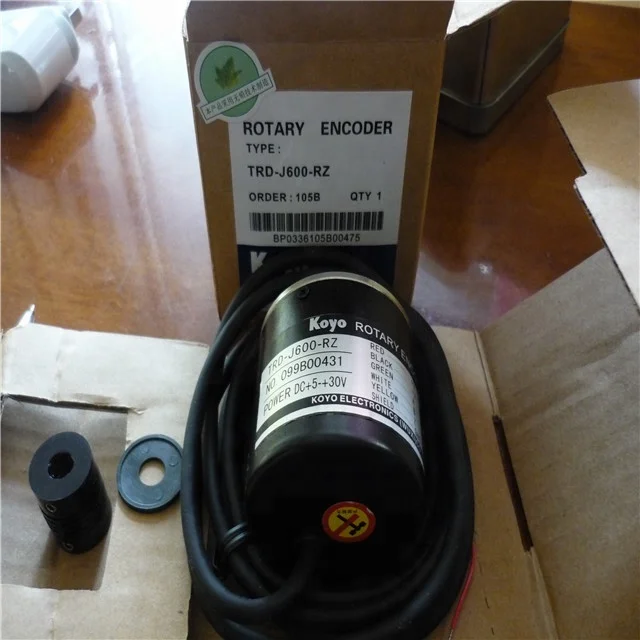 ROTARY ENCODER
TYPE:
TRD-J600-RZ
ORDER: 105B QTY 1
BP0336105B00475
Koyo ROTARY
TRD-J600-RZ
NO. 099B00431
POWER DC+5-+30V
RED
BLACK
GREEN
WHITE
YELLOW
KOYO ELECTRONICS